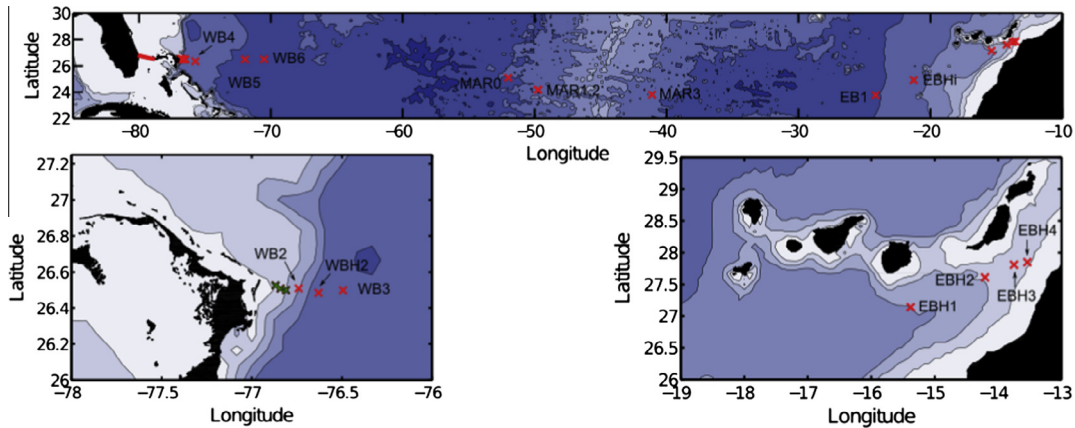 30
28
26
24
22
Latitude
WB4
WB5
WB6
MAR0
MAR1,2
MAR3
EB1
EBHi
−80 −70 −60 −50 −40 −30 −20 −10
Longitude
27.2
27
26.8
26.6
26.4
26.2
26
Latitude
WB2
WBH2
WB3
−78 −77.5 −77 −76.5 −76
Longitude
29.5
29
28.5
28
27.5
27
26.5
26
Latitude
EBH4
EBH2
EBH3
EBH1
−19 −18 −17 −16 −15 −14 −13
Longitude